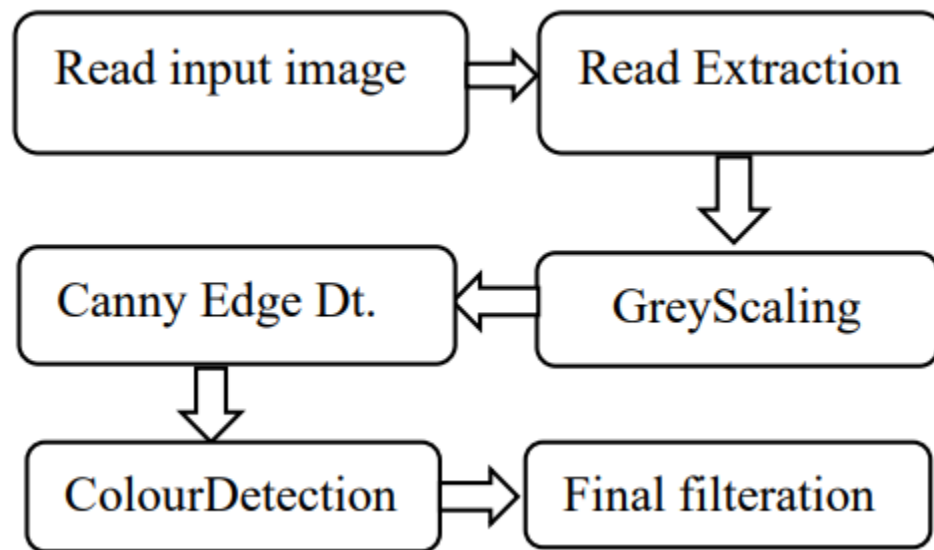 Read input image
Read Extraction
GreyScaling
Canny Edge Dt.
ColourDetection
Final filteration